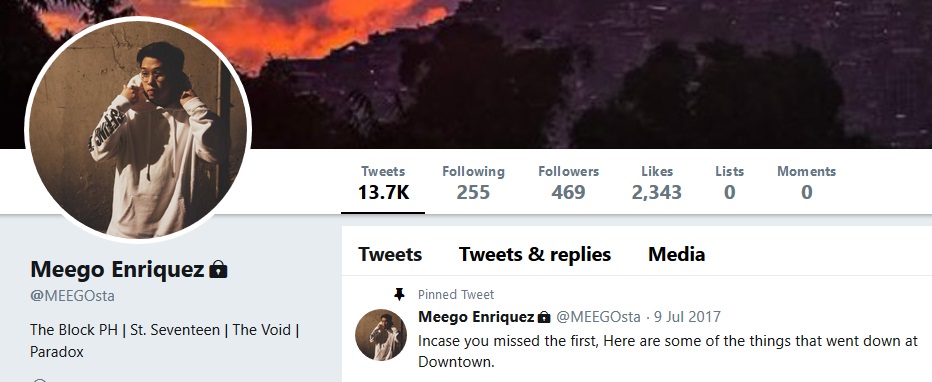 Tweets
13.7K
Following
255
Followers
469
Likes
2,343
Lists
0
Moments
0
Meego Enriquez
@MEEGOsta
The Block PH | St. Seventeen | The Void |
Paradox
Tweets
Tweets & replies
Media
Pinned Tweet
Meego Enriquez @MEEGOsta · 9 Jul 2017
Incase you missed the first, Here are some of the things that went down at
Downtown.